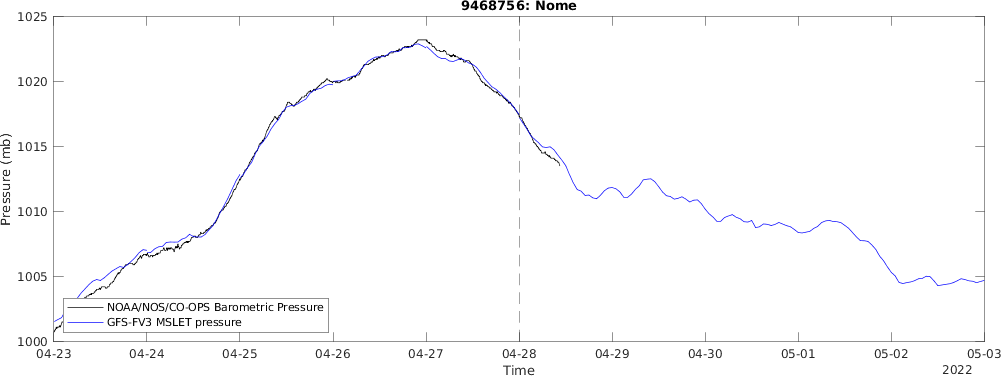 9468756: Nome
1025
1020
1015
1010
1005
1000
Pressure (mb)
NOAA/NOS/CO-OPS Barometric Pressure
GFS-FV3 MSLET pressure
04-23 04-24 04-25 04-26 04-27 04-28 04-29 04-30 05-01 05-02 05-03
Time
2022